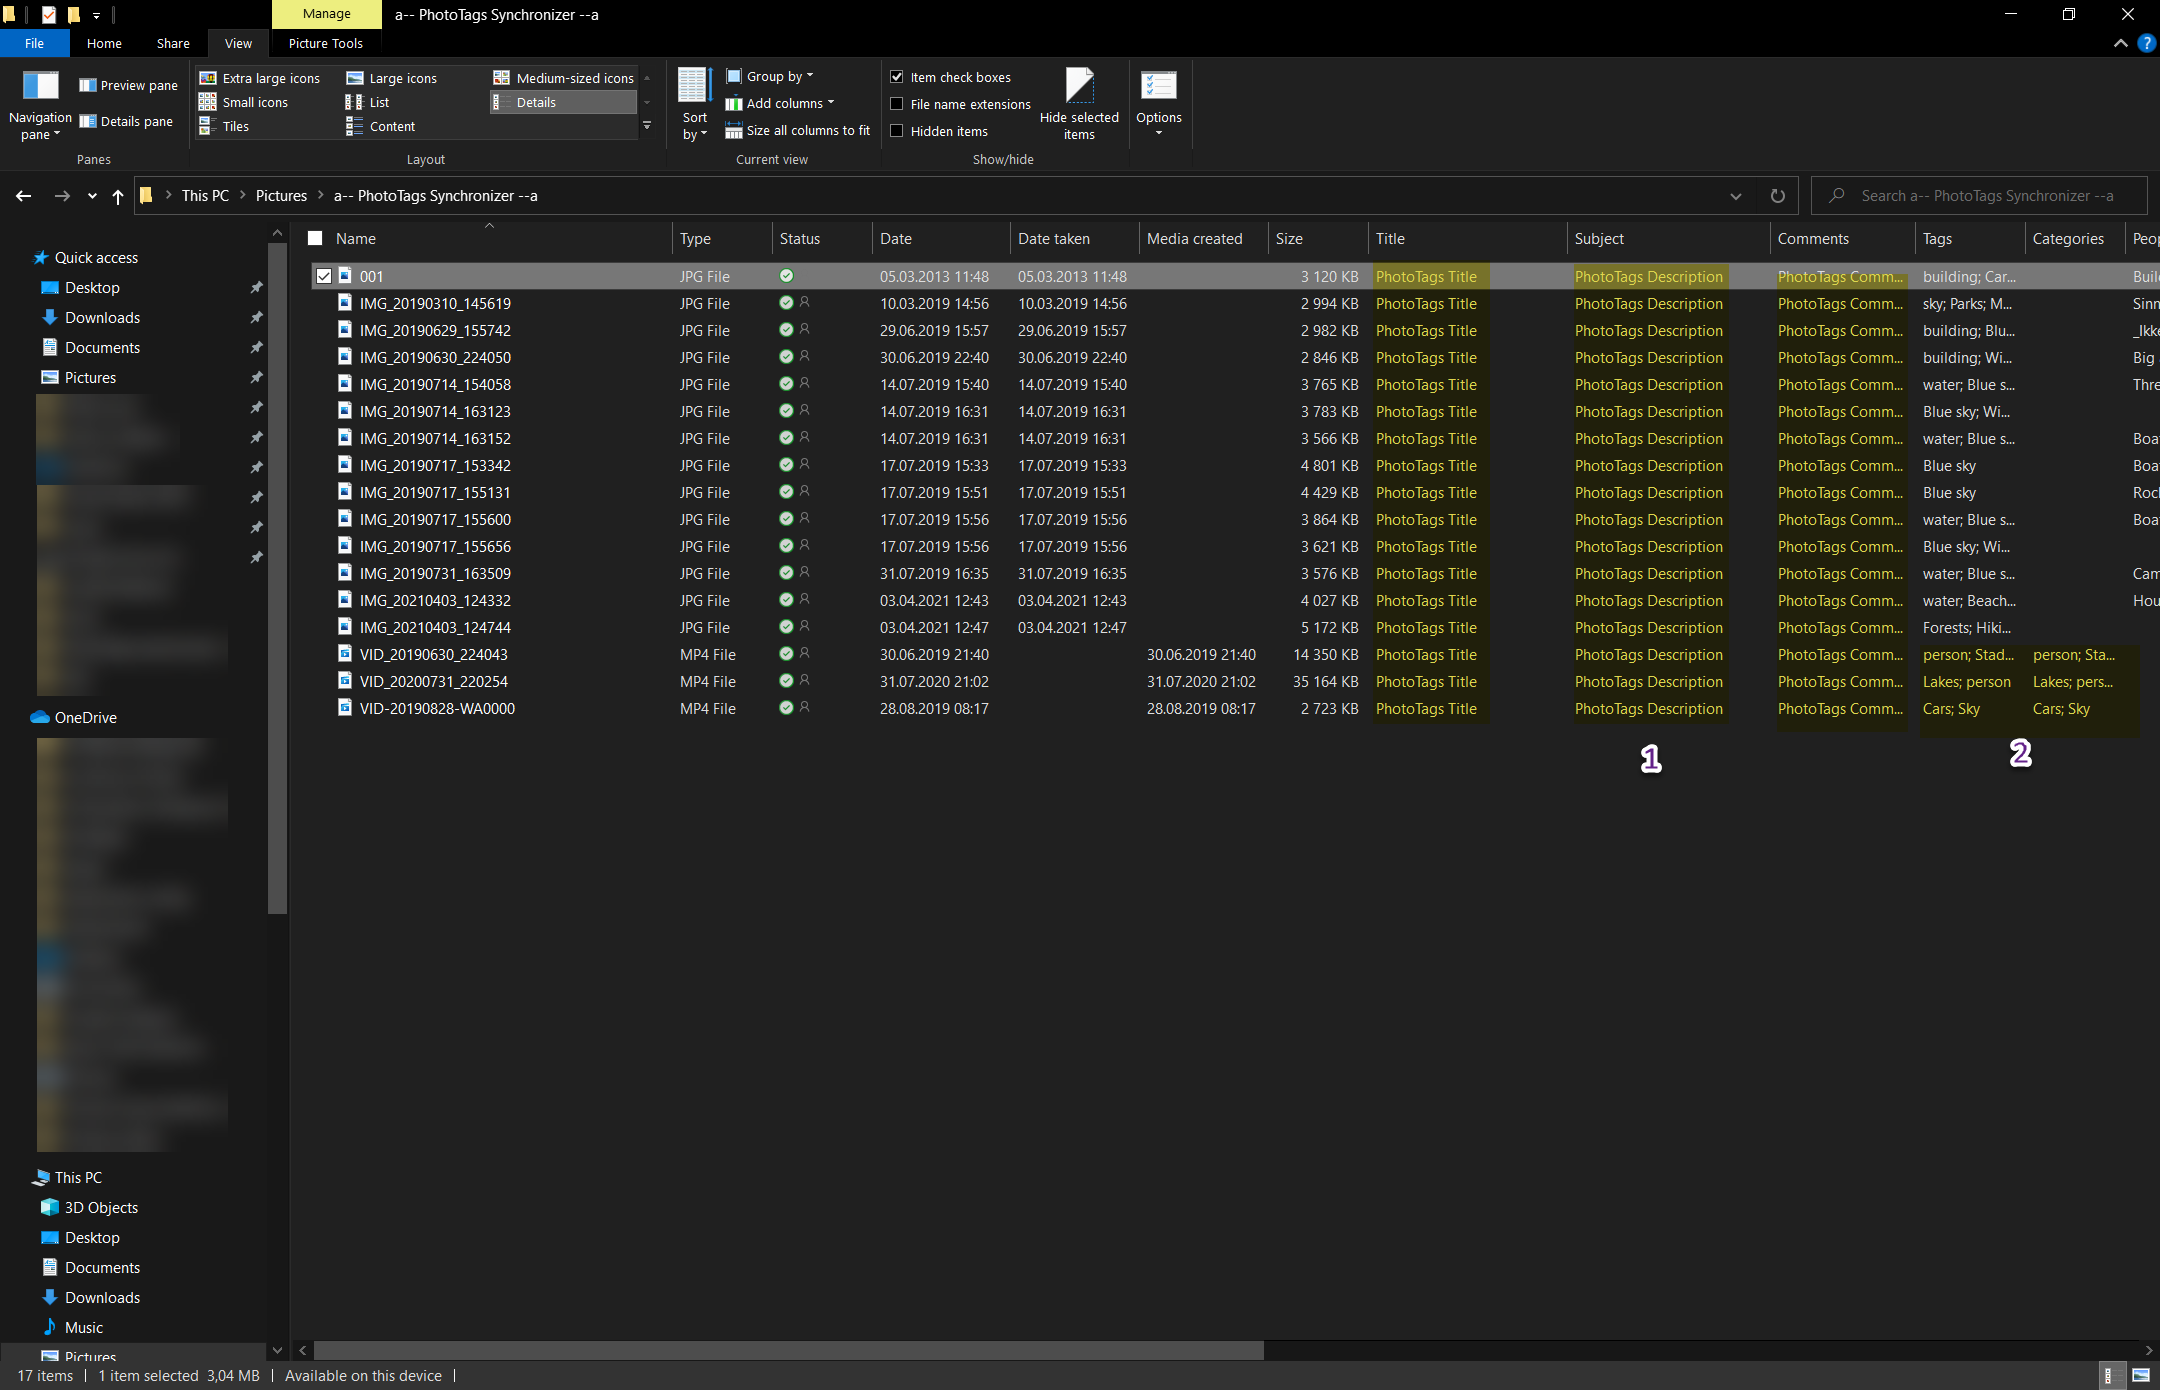 Manage
a-- PhotoTags Synchronizer --a
File Home Share View Picture Tools
Navigation pane
Preview pane
Details pane
Panes
Extra large icons Large icons Medium-sized icons
Small icons List Details
Tiles Content
Layout
Sort by
Group by
Add columns
Size all columns to fit
Current view
Item check boxes
File name extensions
Hidden items
Hide selected items
Show/hide
Options
This PC Pictures a-- PhotoTags Synchronizer --a
Search a-- PhotoTags Synchronizer --a
Quick access
Desktop
Downloads
Documents
Pictures
OneDrive
This PC
3D Objects
Desktop
Documents
Downloads
Music
Pictures
Name Type Status Date Date taken Media created Size Title Subject Comments Tags Categories Peop
001 JPG File 05.03.2013 11:48 05.03.2013 11:48 3 120 KB PhotoTags Title PhotoTags Description PhotoTags Comm... building; Car... Buil
IMG_20190310_145619 JPG File 10.03.2019 14:56 10.03.2019 14:56 2 994 KB PhotoTags Title PhotoTags Description PhotoTags Comm... sky; Parks; M... Sinn
IMG_20190629_155742 JPG File 29.06.2019 15:57 29.06.2019 15:57 2 982 KB PhotoTags Title PhotoTags Description PhotoTags Comm... building; Blu... _Ikke
IMG_20190630_224050 JPG File 30.06.2019 22:40 30.06.2019 22:40 2 846 KB PhotoTags Title PhotoTags Description PhotoTags Comm... building; Wi... Big
IMG_20190714_154058 JPG File 14.07.2019 15:40 14.07.2019 15:40 3 765 KB PhotoTags Title PhotoTags Description PhotoTags Comm... water; Blue s... Thre
IMG_20190714_163123 JPG File 14.07.2019 16:31 14.07.2019 16:31 3 783 KB PhotoTags Title PhotoTags Description PhotoTags Comm... Blue sky; Wi...
IMG_20190714_163152 JPG File 14.07.2019 16:31 14.07.2019 16:31 3 566 KB PhotoTags Title PhotoTags Description PhotoTags Comm... water; Blue s... Boa
IMG_20190717_153342 JPG File 17.07.2019 15:33 17.07.2019 15:33 4 801 KB PhotoTags Title PhotoTags Description PhotoTags Comm... Blue sky Boa
IMG_20190717_155131 JPG File 17.07.2019 15:51 17.07.2019 15:51 4 429 KB PhotoTags Title PhotoTags Description PhotoTags Comm... Blue sky Rock
IMG_20190717_155600 JPG File 17.07.2019 15:56 17.07.2019 15:56 3 864 KB PhotoTags Title PhotoTags Description PhotoTags Comm... water; Blue s... Boa
IMG_20190717_155656 JPG File 17.07.2019 15:56 17.07.2019 15:56 3 621 KB PhotoTags Title PhotoTags Description PhotoTags Comm... Blue sky; Wi...
IMG_20190731_163509 JPG File 31.07.2019 16:35 31.07.2019 16:35 3 576 KB PhotoTags Title PhotoTags Description PhotoTags Comm... water; Blue s... Cam
IMG_20210403_124332 JPG File 03.04.2021 12:43 03.04.2021 12:43 4 027 KB PhotoTags Title PhotoTags Description PhotoTags Comm... water; Beach... Hou
IMG_20210403_124744 JPG File 03.04.2021 12:47 03.04.2021 12:47 5 172 KB PhotoTags Title PhotoTags Description PhotoTags Comm... Forests; Hiki...
VID_20190630_224043 MP4 File 30.06.2019 21:40 30.06.2019 21:40 14 350 KB PhotoTags Title PhotoTags Description PhotoTags Comm... person; Stad... person; Sta...
VID_20200731_220254 MP4 File 31.07.2020 21:02 31.07.2020 21:02 35 164 KB PhotoTags Title PhotoTags Description PhotoTags Comm... Lakes; person Lakes; pers...
VID-20190828-WA0000 MP4 File 28.08.2019 08:17 28.08.2019 08:17 2 723 KB PhotoTags Title PhotoTags Description PhotoTags Comm... Cars; Sky Cars; Sky
1 2
17 items 1 item selected 3,04 MB Available on this device